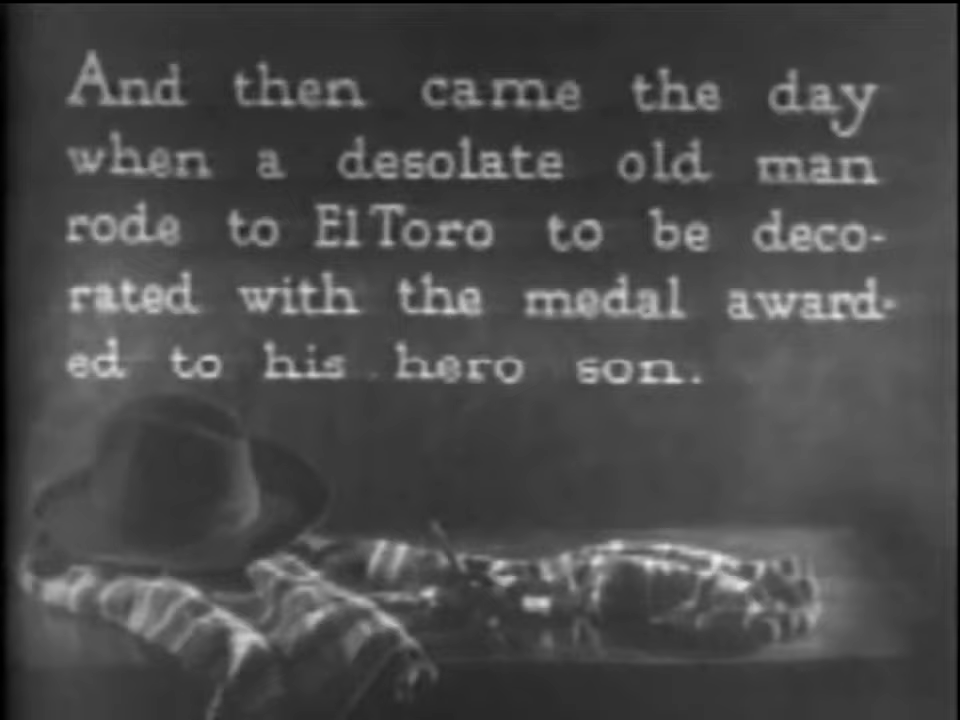 And then came the day
when a desolate old man
rode to El Toro to be deco-
rated with the medal award-
ed to his hero son.